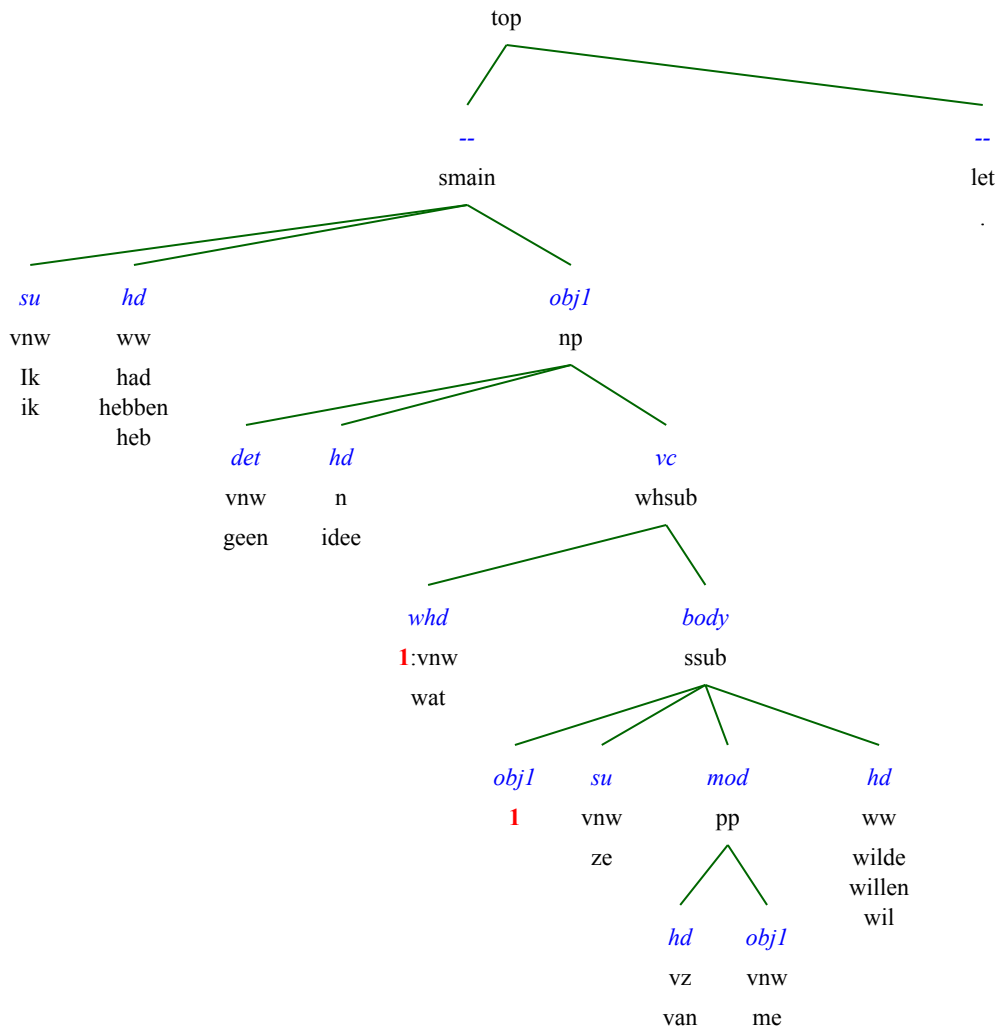 top
-- --
smain let
.
su hd obj1
vnw ww np
Ik had
ik hebben
heb
det hd vc
vnw n whsub
geen idee
whd body
1:vnw ssub
wat
obj1 su mod hd
1 vnw pp ww
ze wilde
willen
wil
hd obj1
vz vnw
van me